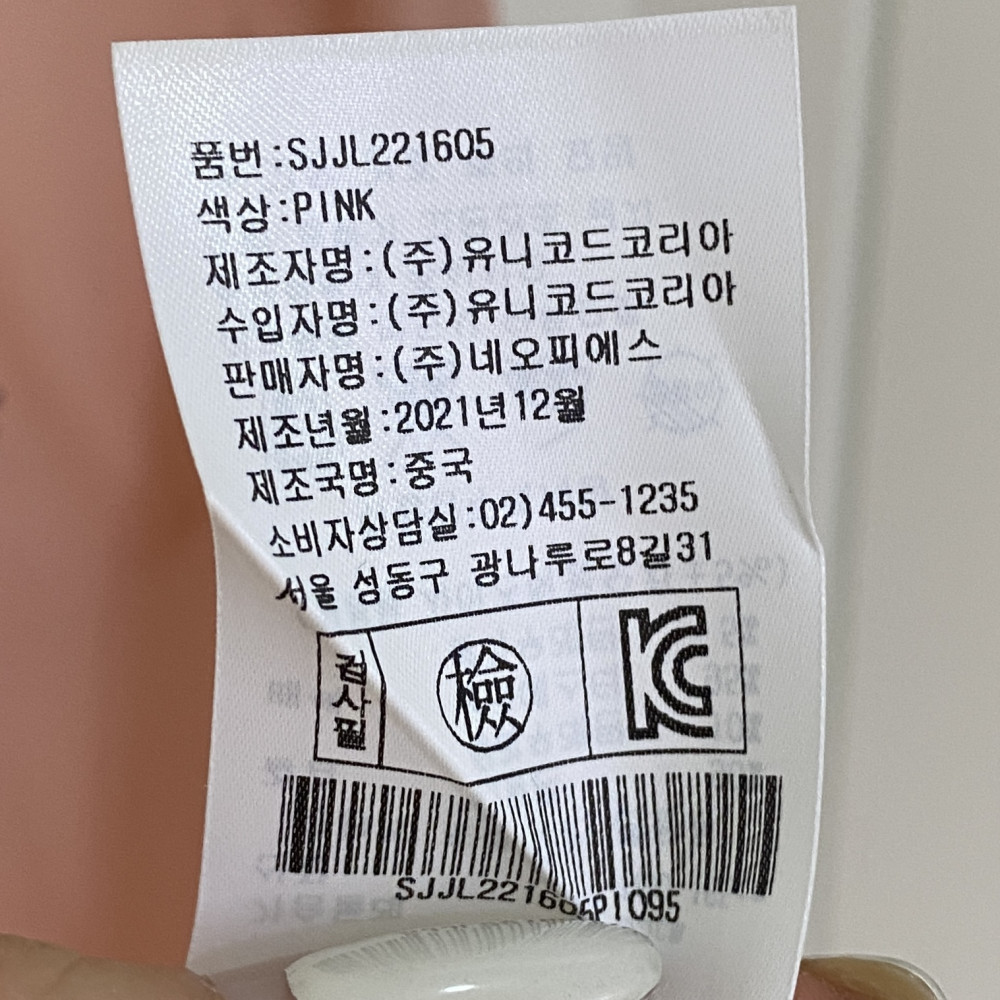 품번:SJJL221605
색상:PINK
제조자명:(주)유니코드코리아
수입자명:(주)유니코드코리아
판매자명:(주)네오피에스
제조년월:2021년12월
제조국명:중국
소비자상담실:02)455-1235
서울 성동구 광나루로8길31
검사필
檢
KC
SJJL221605PI095